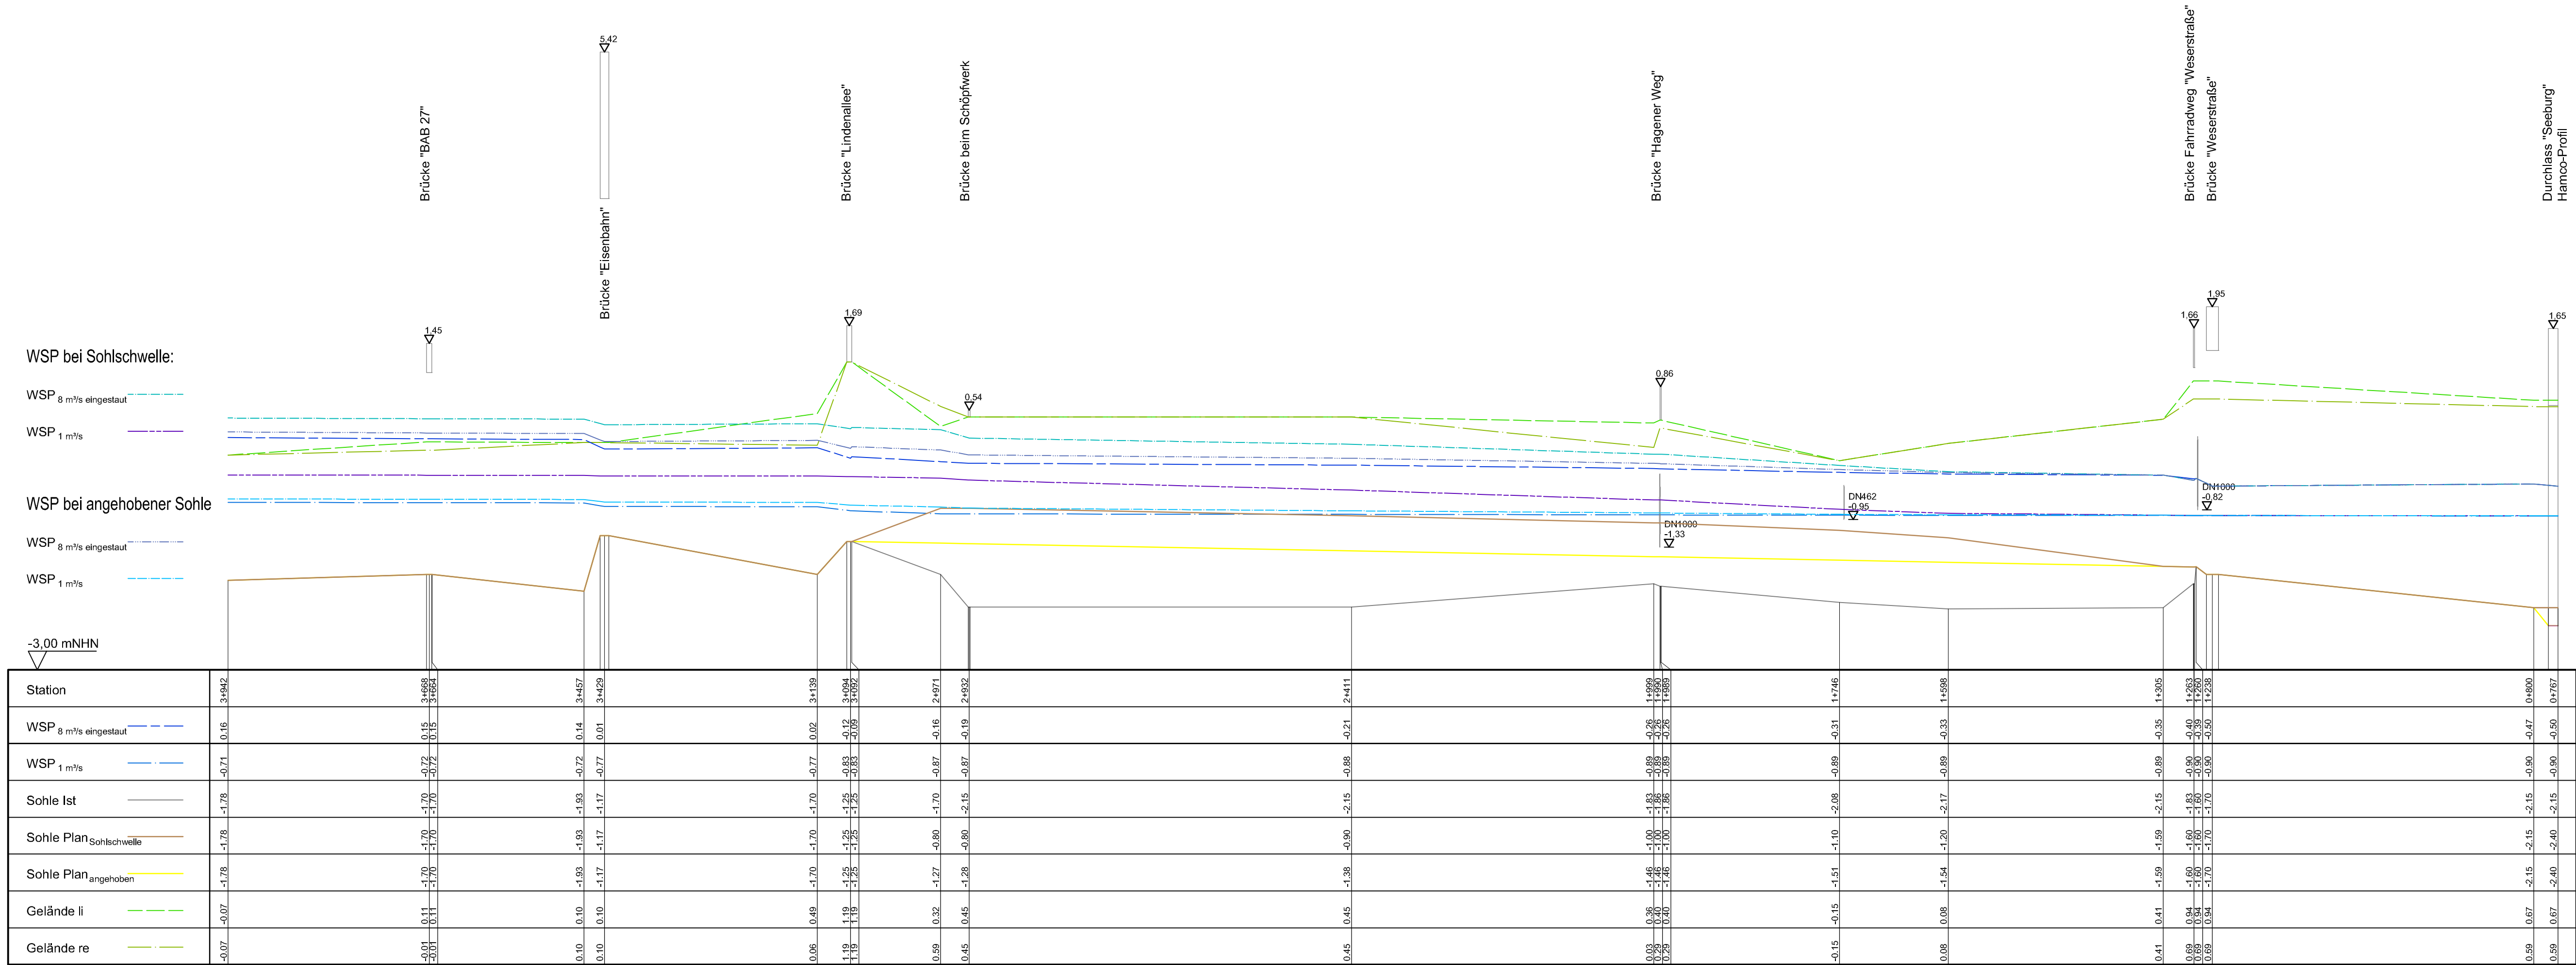 5.42
Brücke "BAB 27"
Brücke "Eisenbahn"
Brücke "Lindenallee"
Brücke beim Schöpfwerk
Brücke "Hagener Weg"
Brücke Fahrradweg "Weserstraße"
Brücke "Weserstraße"
Durchlass "Seeburg"
Hamco-Profil
1.45
1,69
0.54
0.86
1,66
1.95
1.65
WSP bei Sohlschwelle:
WSP 8 m³/s eingestaut
WSP 1 m³/s
WSP bei angehobener Sohle
WSP 8 m³/s eingestaut
WSP 1 m³/s
DN1000
-1,33
DN462
-0.95
DN1000
-0.82
-3,00 mNHN
Station 3+942 3+668 3+664 3+457 3+429 3+139 3+094 3+092 2+971 2+932 2+411 1+999 1+990 1+989 1+746 1+598 1+305 1+263 1+260 1+238 0+800 0+767
WSP 8 m³/s eingestaut 0.16 0.15 0.15 0.14 0.01 0.02 -0.12 -0.09 -0.16 -0.19 -0.21 -0.26 -0.26 -0.26 -0.31 -0.33 -0.35 -0.40 -0.39 -0.50 -0.47 -0.50
WSP 1 m³/s -0.71 -0.72 -0.72 -0.72 -0.77 -0.77 -0.83 -0.83 -0.87 -0.87 -0.88 -0.89 -0.89 -0.89 -0.89 -0.89 -0.89 -0.90 -0.90 -0.90 -0.90 -0.90
Sohle Ist -1.78 -1.70 -1.70 -1.93 -1.17 -1.70 -1.25 -1.25 -1.70 -2.15 -2.15 -1.83 -1.86 -1.86 -2.08 -2.17 -2.15 -1.83 -1.60 -1.70 -2.15 -2.15
Sohle Plan Sohlschwelle -1.78 -1.70 -1.70 -1.93 -1.17 -1.70 -1.25 -1.25 -0.80 -0.80 -0.90 -1.00 -1.00 -1.00 -1.10 -1.20 -1.59 -1.60 -1.60 -1.70 -2.15 -2.40
Sohle Plan angehoben -1.78 -1.70 -1.70 -1.93 -1.17 -1.70 -1.25 -1.25 -1.27 -1.28 -1.38 -1.46 -1.46 -1.46 -1.51 -1.54 -1.59 -1.60 -1.60 -1.70 -2.15 -2.40
Gelände li -0.07 0.11 0.11 0.10 0.10 0.49 1.19 1.19 0.32 0.45 0.45 0.36 0.40 0.40 -0.15 0.08 0.41 0.94 0.94 0.94 0.67 0.67
Gelände re -0.07 -0.01 -0.01 0.10 0.10 0.06 1.19 1.19 0.59 0.45 0.45 0.03 0.29 0.29 -0.15 0.08 0.41 0.69 0.69 0.69 0.59 0.59